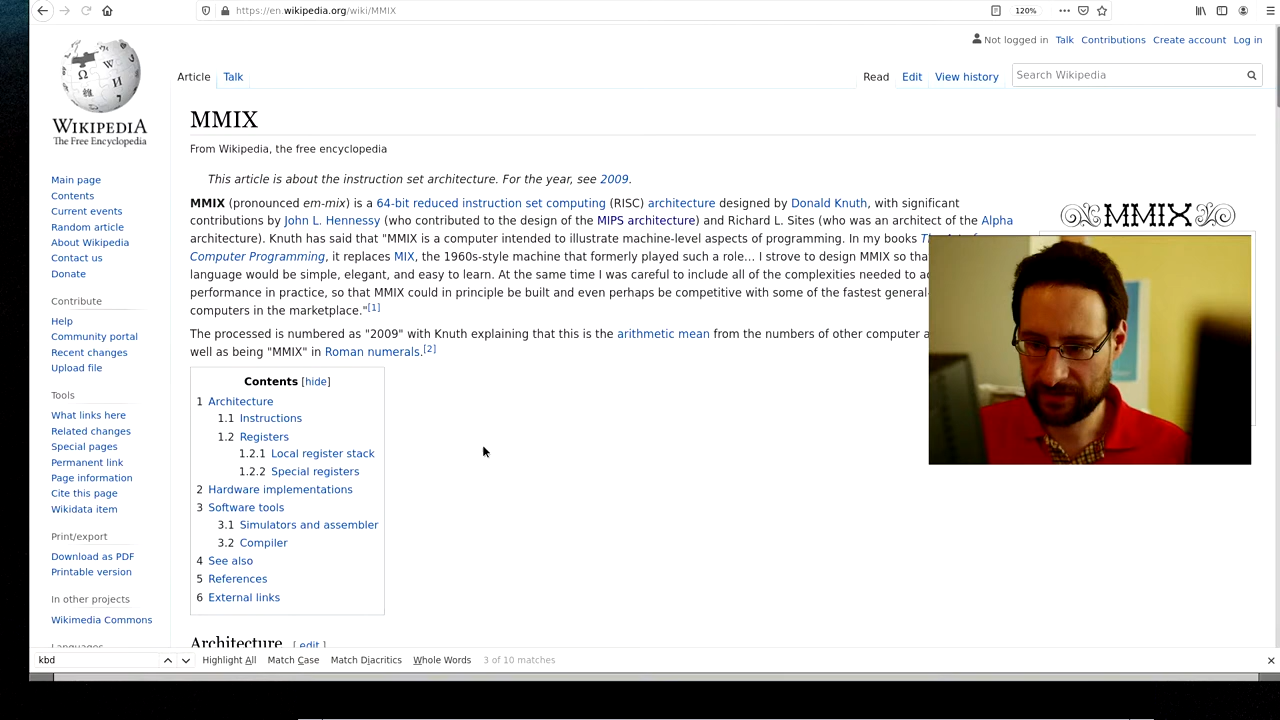 https://en.wikipedia.org/wiki/MMIX
120%
Not logged in Talk Contributions Create account Log in
Article Talk
Read Edit View history
Search Wikipedia
WIKIPEDIA
The Free Encyclopedia
Main page
Contents
Current events
Random article
About Wikipedia
Contact us
Donate
Contribute
Help
Community portal
Recent changes
Upload file
Tools
What links here
Related changes
Special pages
Permanent link
Page information
Cite this page
Wikidata item
Print/export
Download as PDF
Printable version
In other projects
Wikimedia Commons
Languages
MMIX
From Wikipedia, the free encyclopedia
This article is about the instruction set architecture. For the year, see 2009.
MMIX (pronounced em-mix) is a 64-bit reduced instruction set computing (RISC) architecture designed by Donald Knuth, with significant
contributions by John L. Hennessy (who contributed to the design of the MIPS architecture) and Richard L. Sites (who was an architect of the Alpha
architecture). Knuth has said that "MMIX is a computer intended to illustrate machine-level aspects of programming. In my books
Computer Programming, it replaces MIX, the 1960s-style machine that formerly played such a role... I strove to design MMIX so
language would be simple, elegant, and easy to learn. At the same time I was careful to include all of the complexities needed to
performance in practice, so that MMIX could in principle be built and even perhaps be competitive with some of the fastest
computers in the marketplace."[1]
The processed is numbered as "2009" with Knuth explaining that this is the arithmetic mean from the numbers of other computer
well as being "MMIX" in Roman numerals.[2]
MMIX
Contents [hide]
1 Architecture
1.1 Instructions
1.2 Registers
1.2.1 Local register stack
1.2.2 Special registers
2 Hardware implementations
3 Software tools
3.1 Simulators and assembler
3.2 Compiler
4 See also
5 References
6 External links
Architecture [ edit ]
kbd
Highlight All Match Case Match Diacritics Whole Words 3 of 10 matches